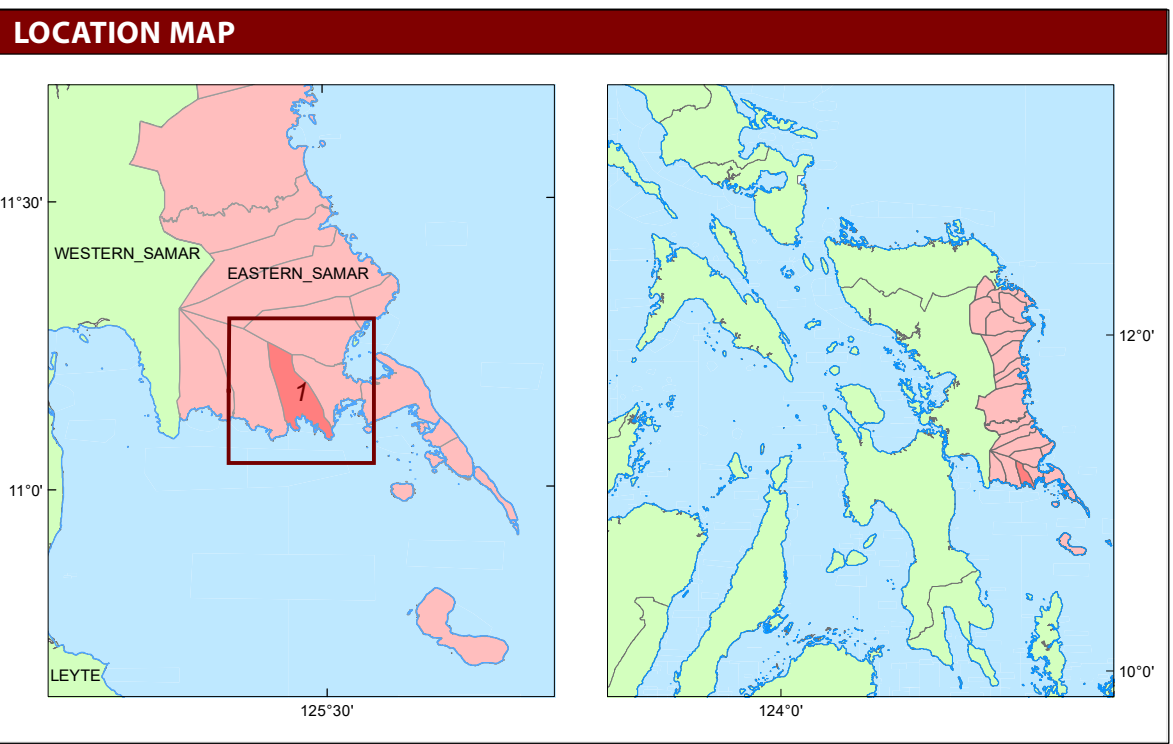 LOCATION MAP
11°30'
WESTERN_SAMAR
EASTERN_SAMAR
1
11°0'
LEYTE
125°30'
12°0'
10°0'
124°0'